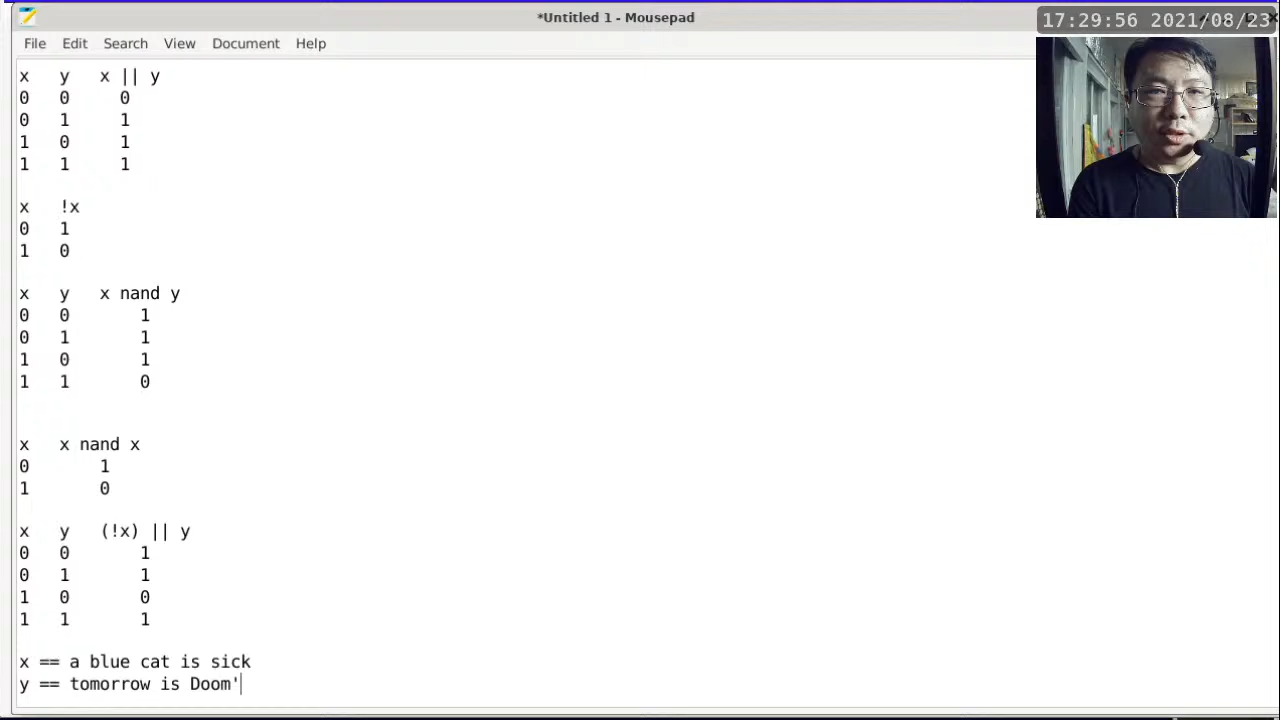 *Untitled 1 - Mousepad
17:29:56 2021/08/23
File Edit Search View Document Help
x y x || y
0 0 0
0 1 1
1 0 1
1 1 1
x !x
0 1
1 0
x y x nand y
0 0 1
0 1 1
1 0 1
1 1 0
x x nand x
0 1
1 0
x y (!x) || y
0 0 1
0 1 1
1 0 0
1 1 1
x == a blue cat is sick
y == tomorrow is Doom'